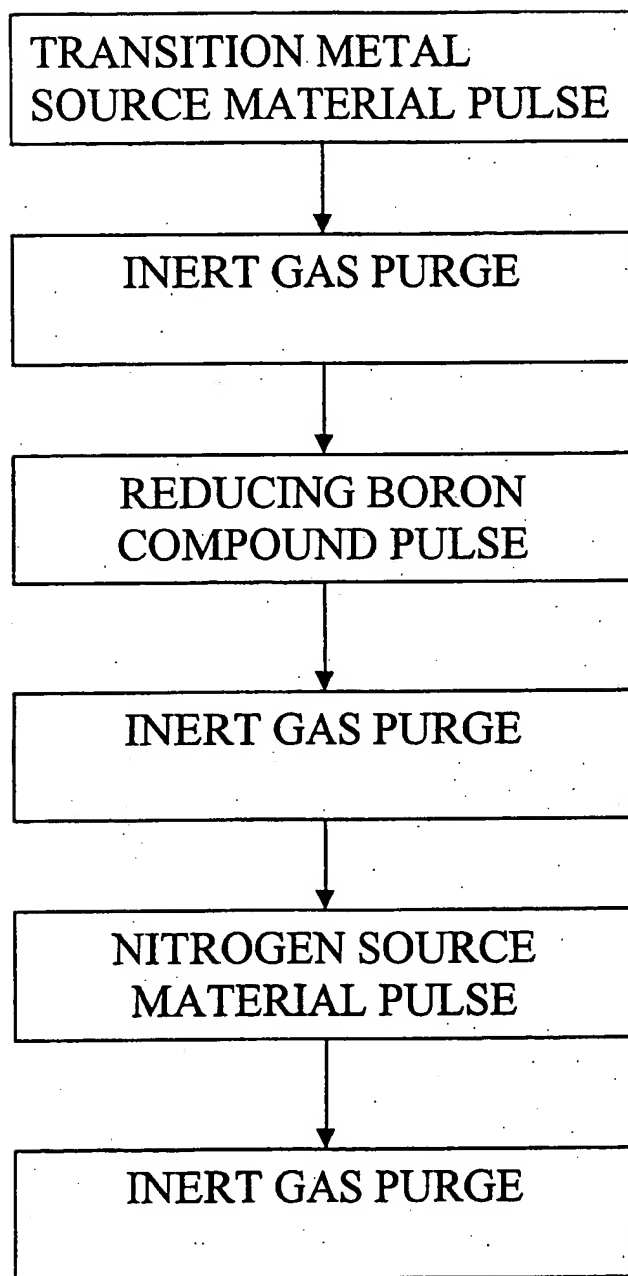 TRANSITION METAL
SOURCE MATERIAL PULSE
INERT GAS PURGE
REDUCING BORON
COMPOUND PULSE
INERT GAS PURGE
NITROGEN SOURCE
MATERIAL PULSE
INERT GAS PURGE